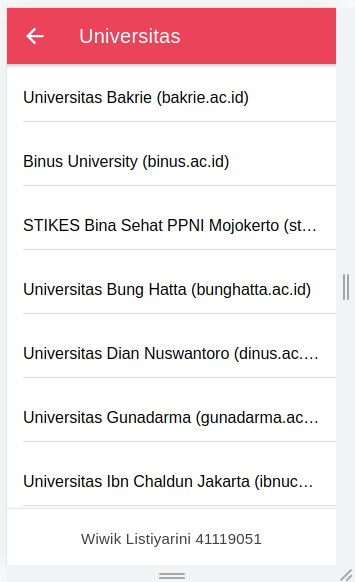 Universitas
Universitas Bakrie (bakrie.ac.id)
Binus University (binus.ac.id)
STIKES Bina Sehat PPNI Mojokerto (st…
Universitas Bung Hatta (bunghatta.ac.id)
Universitas Dian Nuswantoro (dinus.ac.…
Universitas Gunadarma (gunadarma.ac…
Universitas Ibn Chaldun Jakarta (ibnuc…
Wiwik Listiyarini 41119051